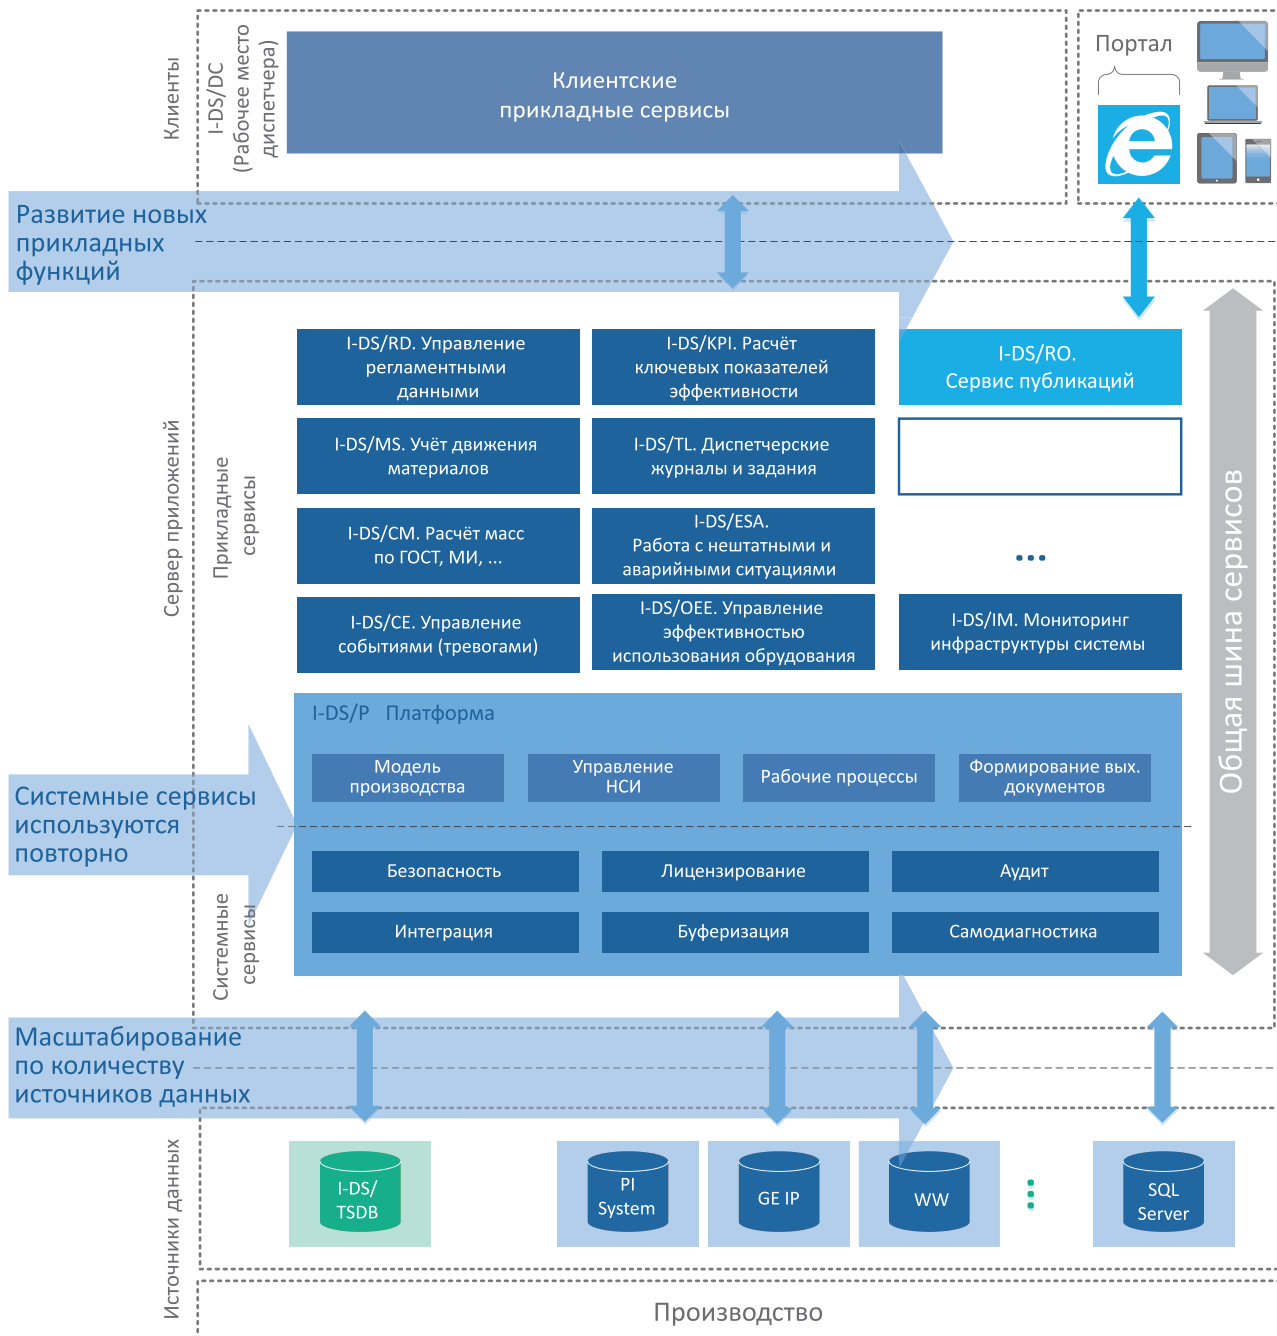 Клиенты
I-DS/DC
(Рабочее место
диспетчера)
Клиентские
прикладные сервисы
Портал
Развитие новых
прикладных
функций
Сервер приложений
Прикладные
сервисы
I-DS/RD. Управление
регламентными
данными
I-DS/KPI. Расчёт
ключевых показателей
эффективности
I-DS/RO.
Сервис публикаций
I-DS/MS. Учёт движения
материалов
I-DS/TL. Диспетчерские
журналы и задания
I-DS/CM. Расчёт масс
по ГОСТ, МИ, ...
I-DS/ESA.
Работа с нештатными и
аварийными ситуациями
...
I-DS/CE. Управление
событиями (тревогами)
I-DS/OEE. Управление
эффективностью
использования обрудования
I-DS/IM. Мониторинг
инфраструктуры системы
Общая шина сервисов
I-DS/P Платформа
Модель
производства
Управление
НСИ
Рабочие процессы
Формирование вых.
документов
Системные сервисы
используются
повторно
Безопасность
Лицензирование
Аудит
Интеграция
Буферизация
Самодиагностика
Системные
сервисы
Масштабирование
по количеству
источников данных
Источники данных
I-DS/
TSDB
PI
System
GE IP
WW
SQL
Server
Производство